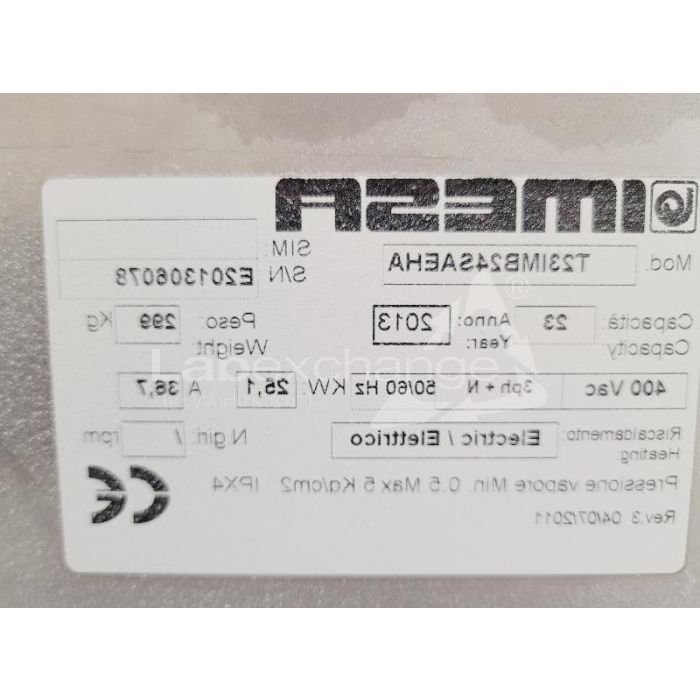 IMESA
Mod. T23IMB24SAEHA SIM:
S/N E201306078
Capacità: 23 Anno: 2013 Peso: 299 Kg
Capacity Year: Weight
400 Vac 3ph + N 50/60 Hz 25,1 KW 36,7 A
Riscaldamento: Electric / Elettrico N.giri: / rpm
Heating:
Pressione vapore Min. 0.5 Max 5 Kg/cm2 IPX4
Rev.3 04/07/2011
CE
Labexchange